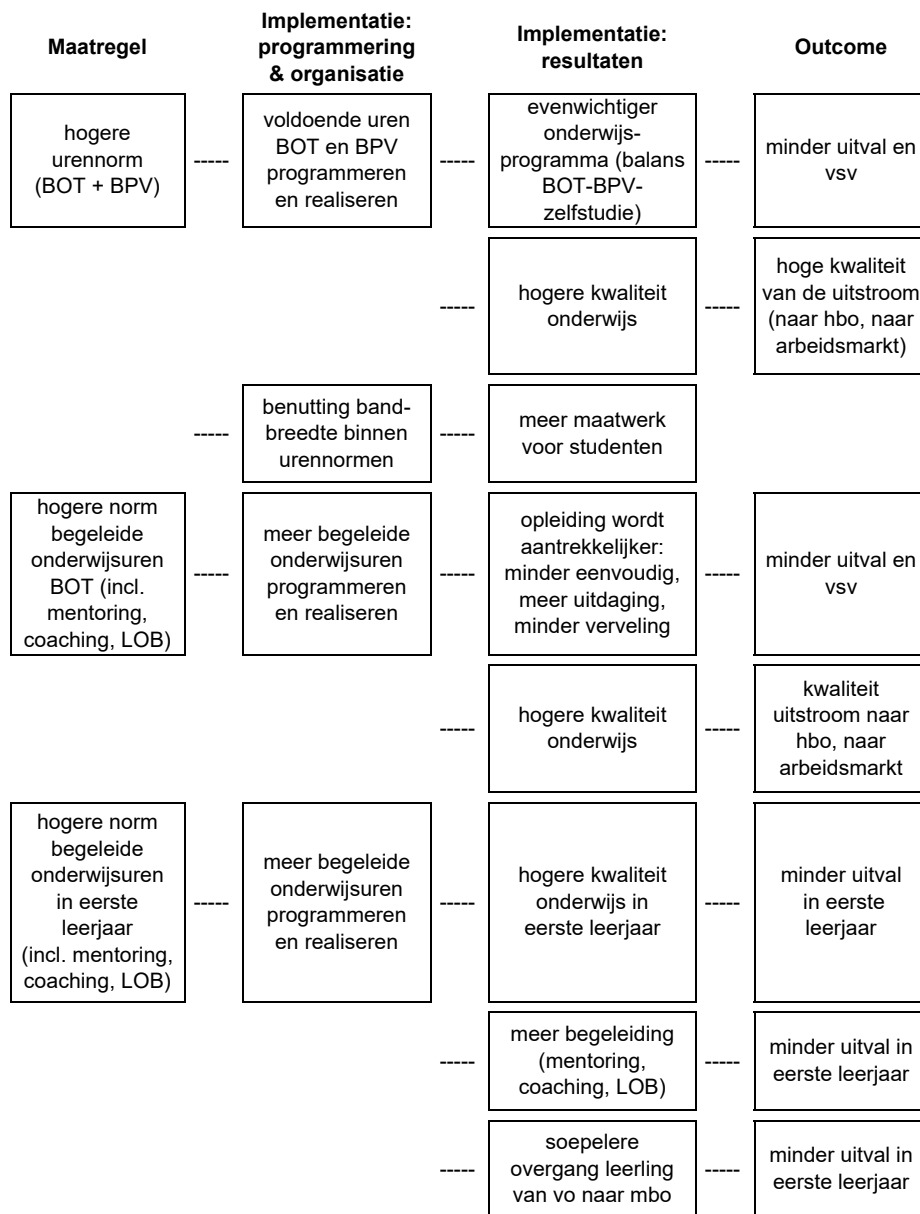 Maatregel
Implementatie:
programmering
& organisatie
Implementatie:
resultaten
Outcome
hogere
urennorm
(BOT + BPV)
-----
voldoende uren
BOT en BPV
programmeren
en realiseren
-----
evenwichtiger
onderwijs-
programma (balans
BOT-BPV-
zelfstudie)
-----
minder uitval en
vsv
-----
hogere kwaliteit
onderwijs
-----
hoge kwaliteit
van de uitstroom
(naar hbo, naar
arbeidsmarkt)
-----
benutting band-
breedte binnen
urennormen
-----
meer maatwerk
voor studenten
hogere norm
begeleide
onderwijsuren
BOT (incl.
mentoring,
coaching, LOB)
-----
meer begeleide
onderwijsuren
programmeren
en realiseren
-----
opleiding wordt
aantrekkelijker:
minder eenvoudig,
meer uitdaging,
minder verveling
-----
minder uitval en
vsv
-----
hogere kwaliteit
onderwijs
-----
kwaliteit
uitstroom naar
hbo, naar
arbeidsmarkt
hogere norm
begeleide
onderwijsuren
in eerste
leerjaar
(incl. mentoring,
coaching, LOB)
-----
meer begeleide
onderwijsuren
programmeren
en realiseren
-----
hogere kwaliteit
onderwijs in
eerste leerjaar
-----
minder uitval
in eerste
leerjaar
-----
meer begeleiding
(mentoring,
coaching, LOB)
-----
minder uitval in
eerste leerjaar
-----
soepelere
overgang leerling
van vo naar mbo
-----
minder uitval in
eerste leerjaar